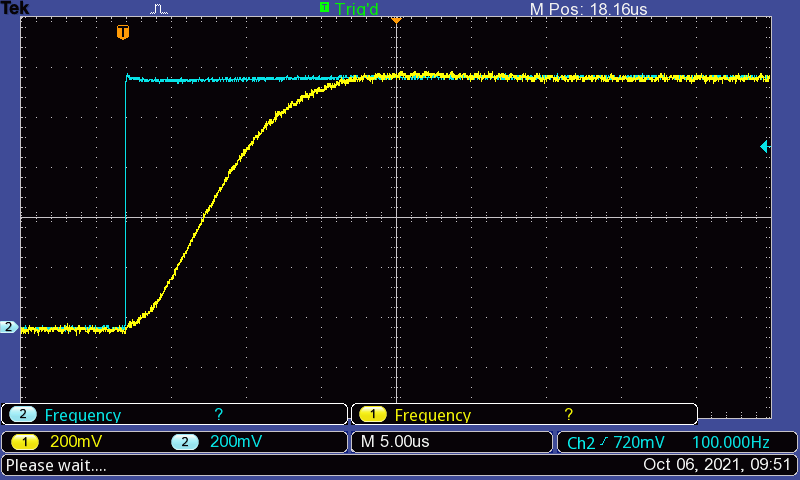 Tek T Trig'd M Pos: 18.16us
T
2
2 Frequency ? 1 Frequency ?
1 200mV 2 200mV M 5.00us Ch2 720mV 100.000Hz
Please wait.... Oct 06, 2021, 09:51